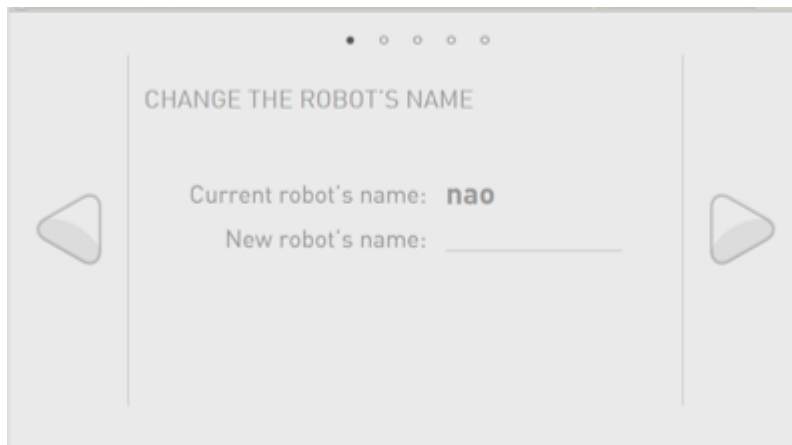 CHANGE THE ROBOT'S NAME
Current robot's name: nao
New robot's name: